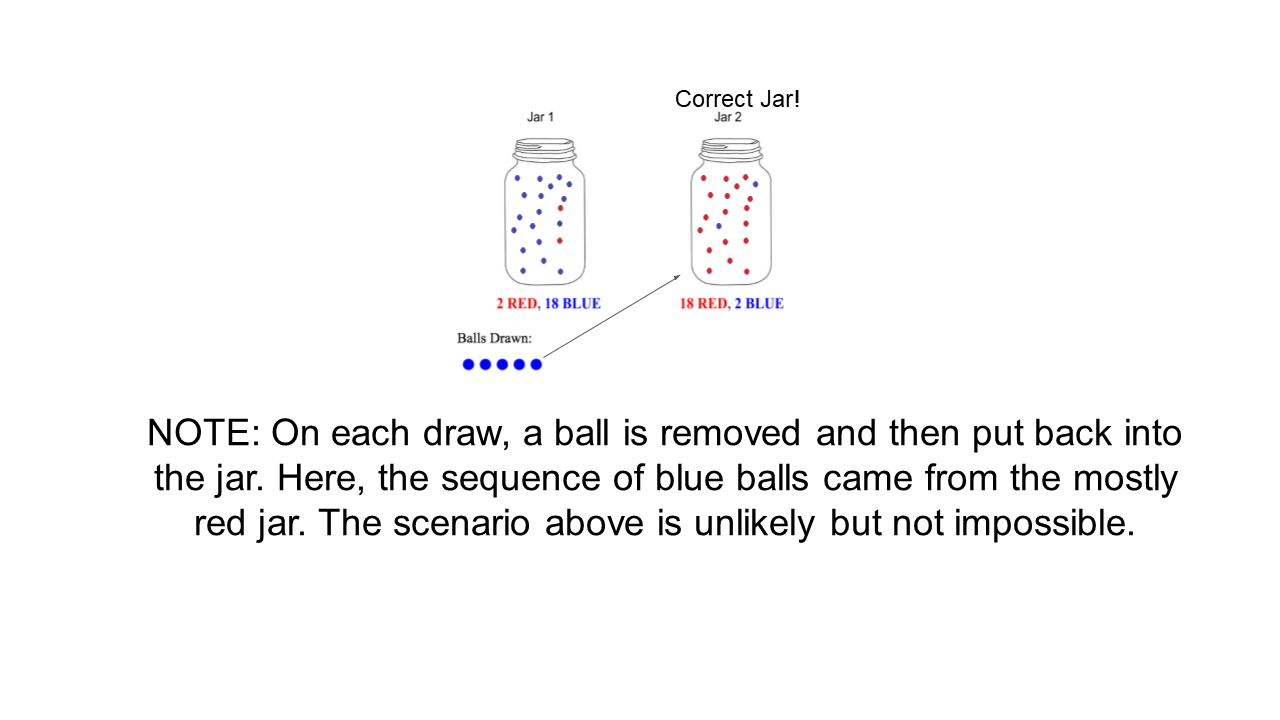 Correct Jar!
Jar 1
Jar 2
2 RED, 18 BLUE
18 RED, 2 BLUE
Balls Drawn:
NOTE: On each draw, a ball is removed and then put back into
the jar. Here, the sequence of blue balls came from the mostly
red jar. The scenario above is unlikely but not impossible.